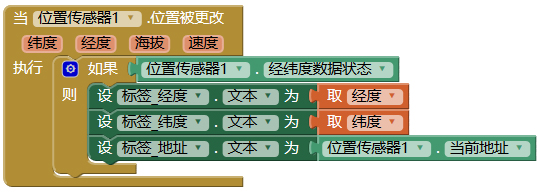 当 位置传感器1 .位置被更改
纬度 经度 海拔 速度
执行 如果 位置传感器1 . 经纬度数据状态
则 设 标签_经度 . 文本 为 取 经度
设 标签_纬度 . 文本 为 取 纬度
设 标签_地址 . 文本 为 位置传感器1 . 当前地址